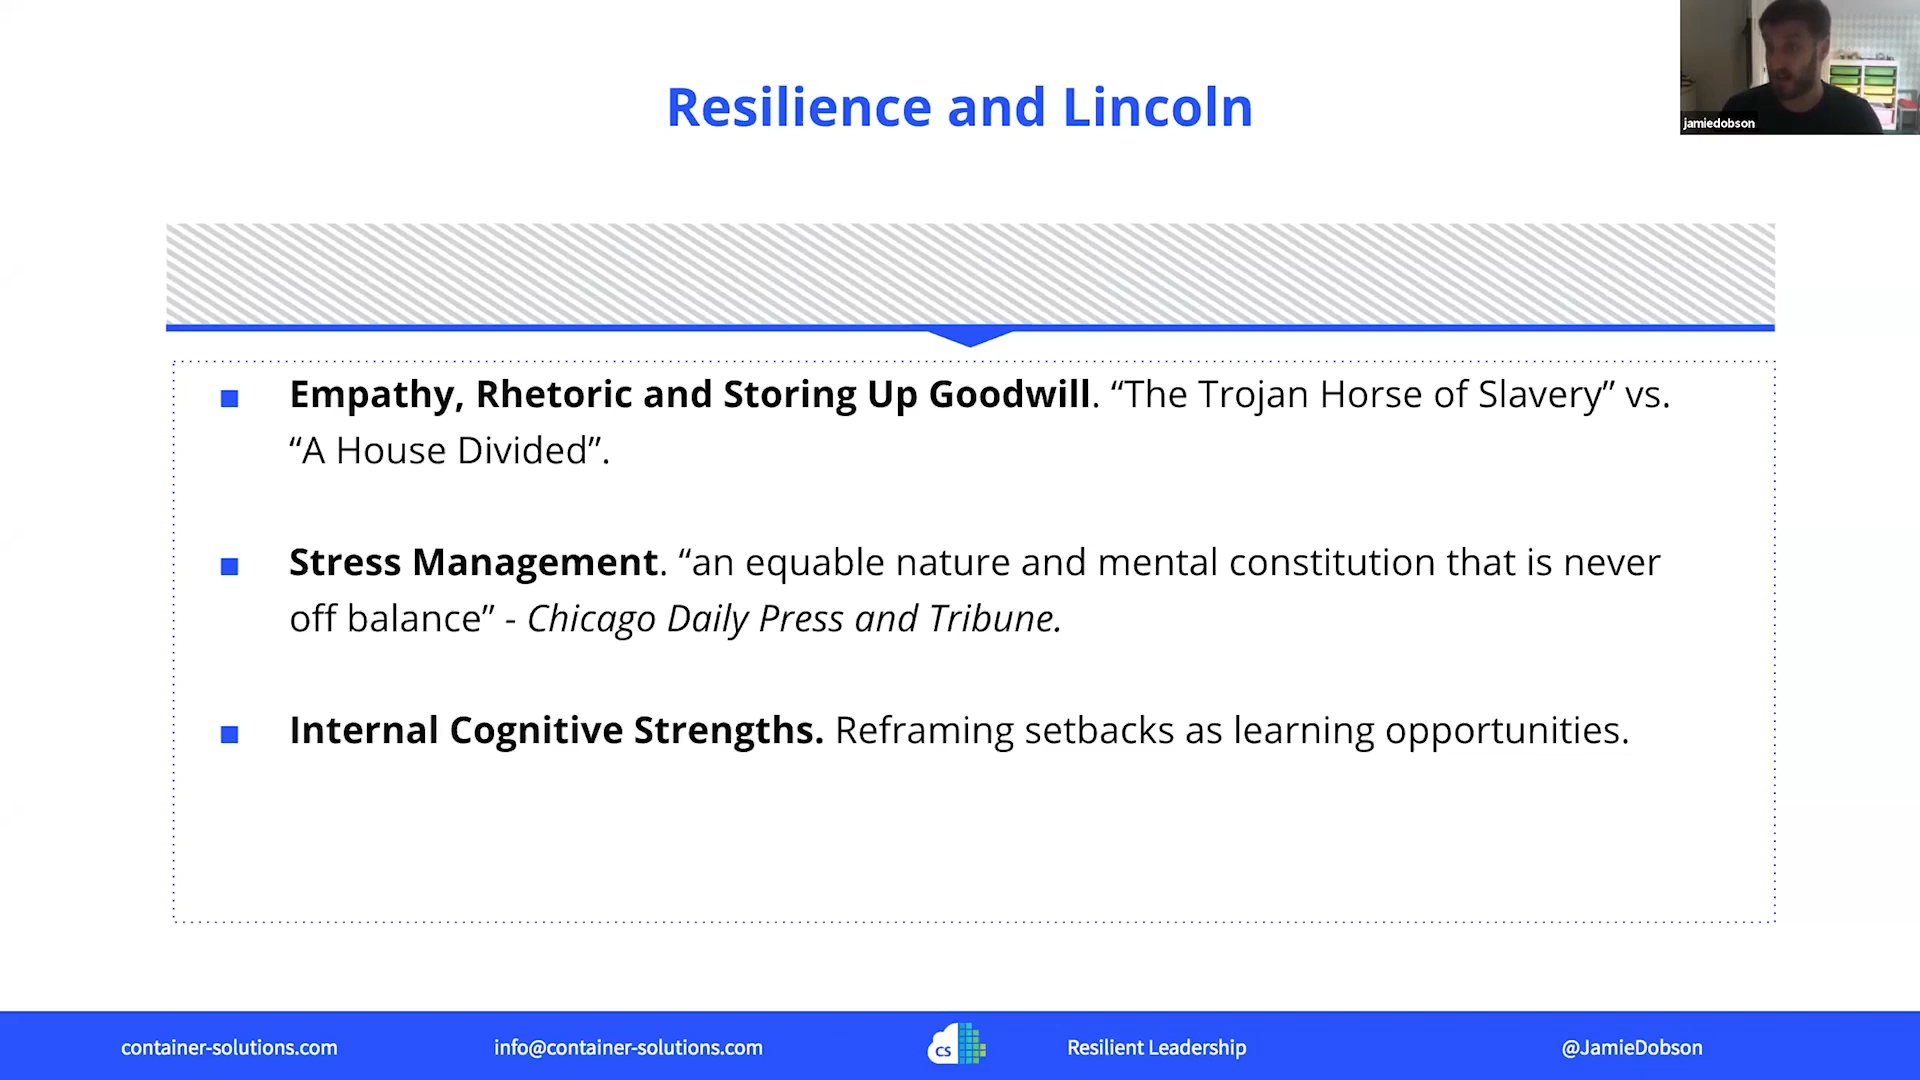 Resilience and Lincoln
jamiedobson
■ Empathy, Rhetoric and Storing Up Goodwill. “The Trojan Horse of Slavery” vs.
“A House Divided”.
■ Stress Management. “an equable nature and mental constitution that is never
off balance” - Chicago Daily Press and Tribune.
■ Internal Cognitive Strengths. Reframing setbacks as learning opportunities.
container-solutions.com
info@container-solutions.com
cs
Resilient Leadership
@JamieDobson